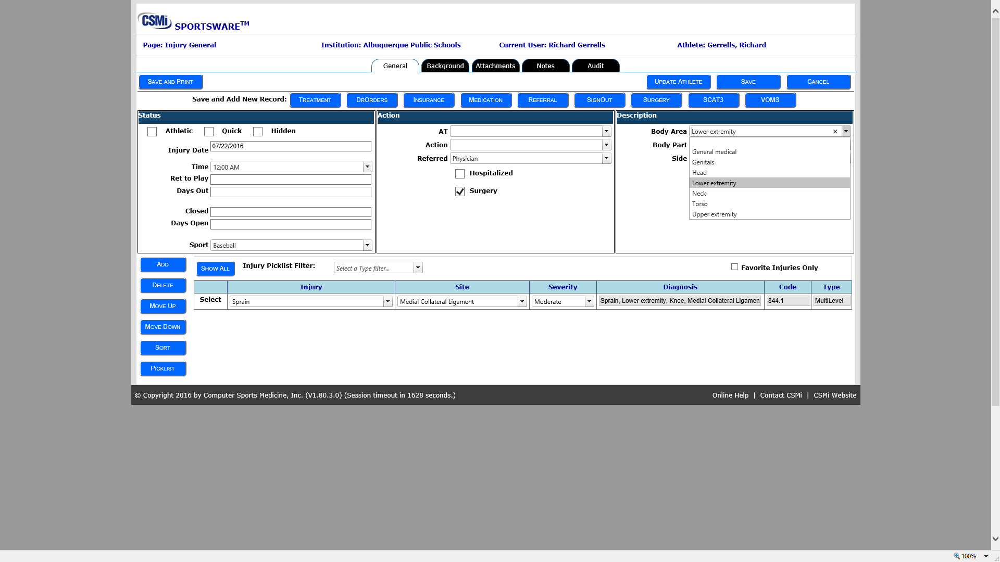 CSMi SPORTSWARE™
Page: Injury General Institution: Albuquerque Public Schools Current User: Richard Gerrells Athlete: Gerrells, Richard
General Background Attachments Notes Audit
SAVE AND PRINT UPDATE ATHLETE SAVE CANCEL
Save and Add New Record: TREATMENT DRORDERS INSURANCE MEDICATION REFERRAL SIGNOUT SURGERY SCAT3 VOMS
Status
Athletic Quick Hidden
Injury Date 07/22/2016
Time 12:00 AM
Ret to Play
Days Out
Closed
Days Open
Sport Baseball
Action
AT
Action
Referred Physician
Hospitalized
Surgery
Description
Body Area Lower extremity
Body Part
Side
General medical
Genitals
Head
Lower extremity
Neck
Torso
Upper extremity
ADD
DELETE
MOVE UP
MOVE DOWN
SORT
PICKLIST
SHOW ALL Injury Picklist Filter: Select a Type filter... Favorite Injuries Only
Injury Site Severity Diagnosis Code Type
Select Sprain Medial Collateral Ligament Moderate Sprain, Lower extremity, Knee, Medial Collateral Ligamen 844.1 MultiLevel
© Copyright 2016 by Computer Sports Medicine, Inc. (V1.80.3.0) (Session timeout in 1628 seconds.) Online Help | Contact CSMi | CSMi Website
100%